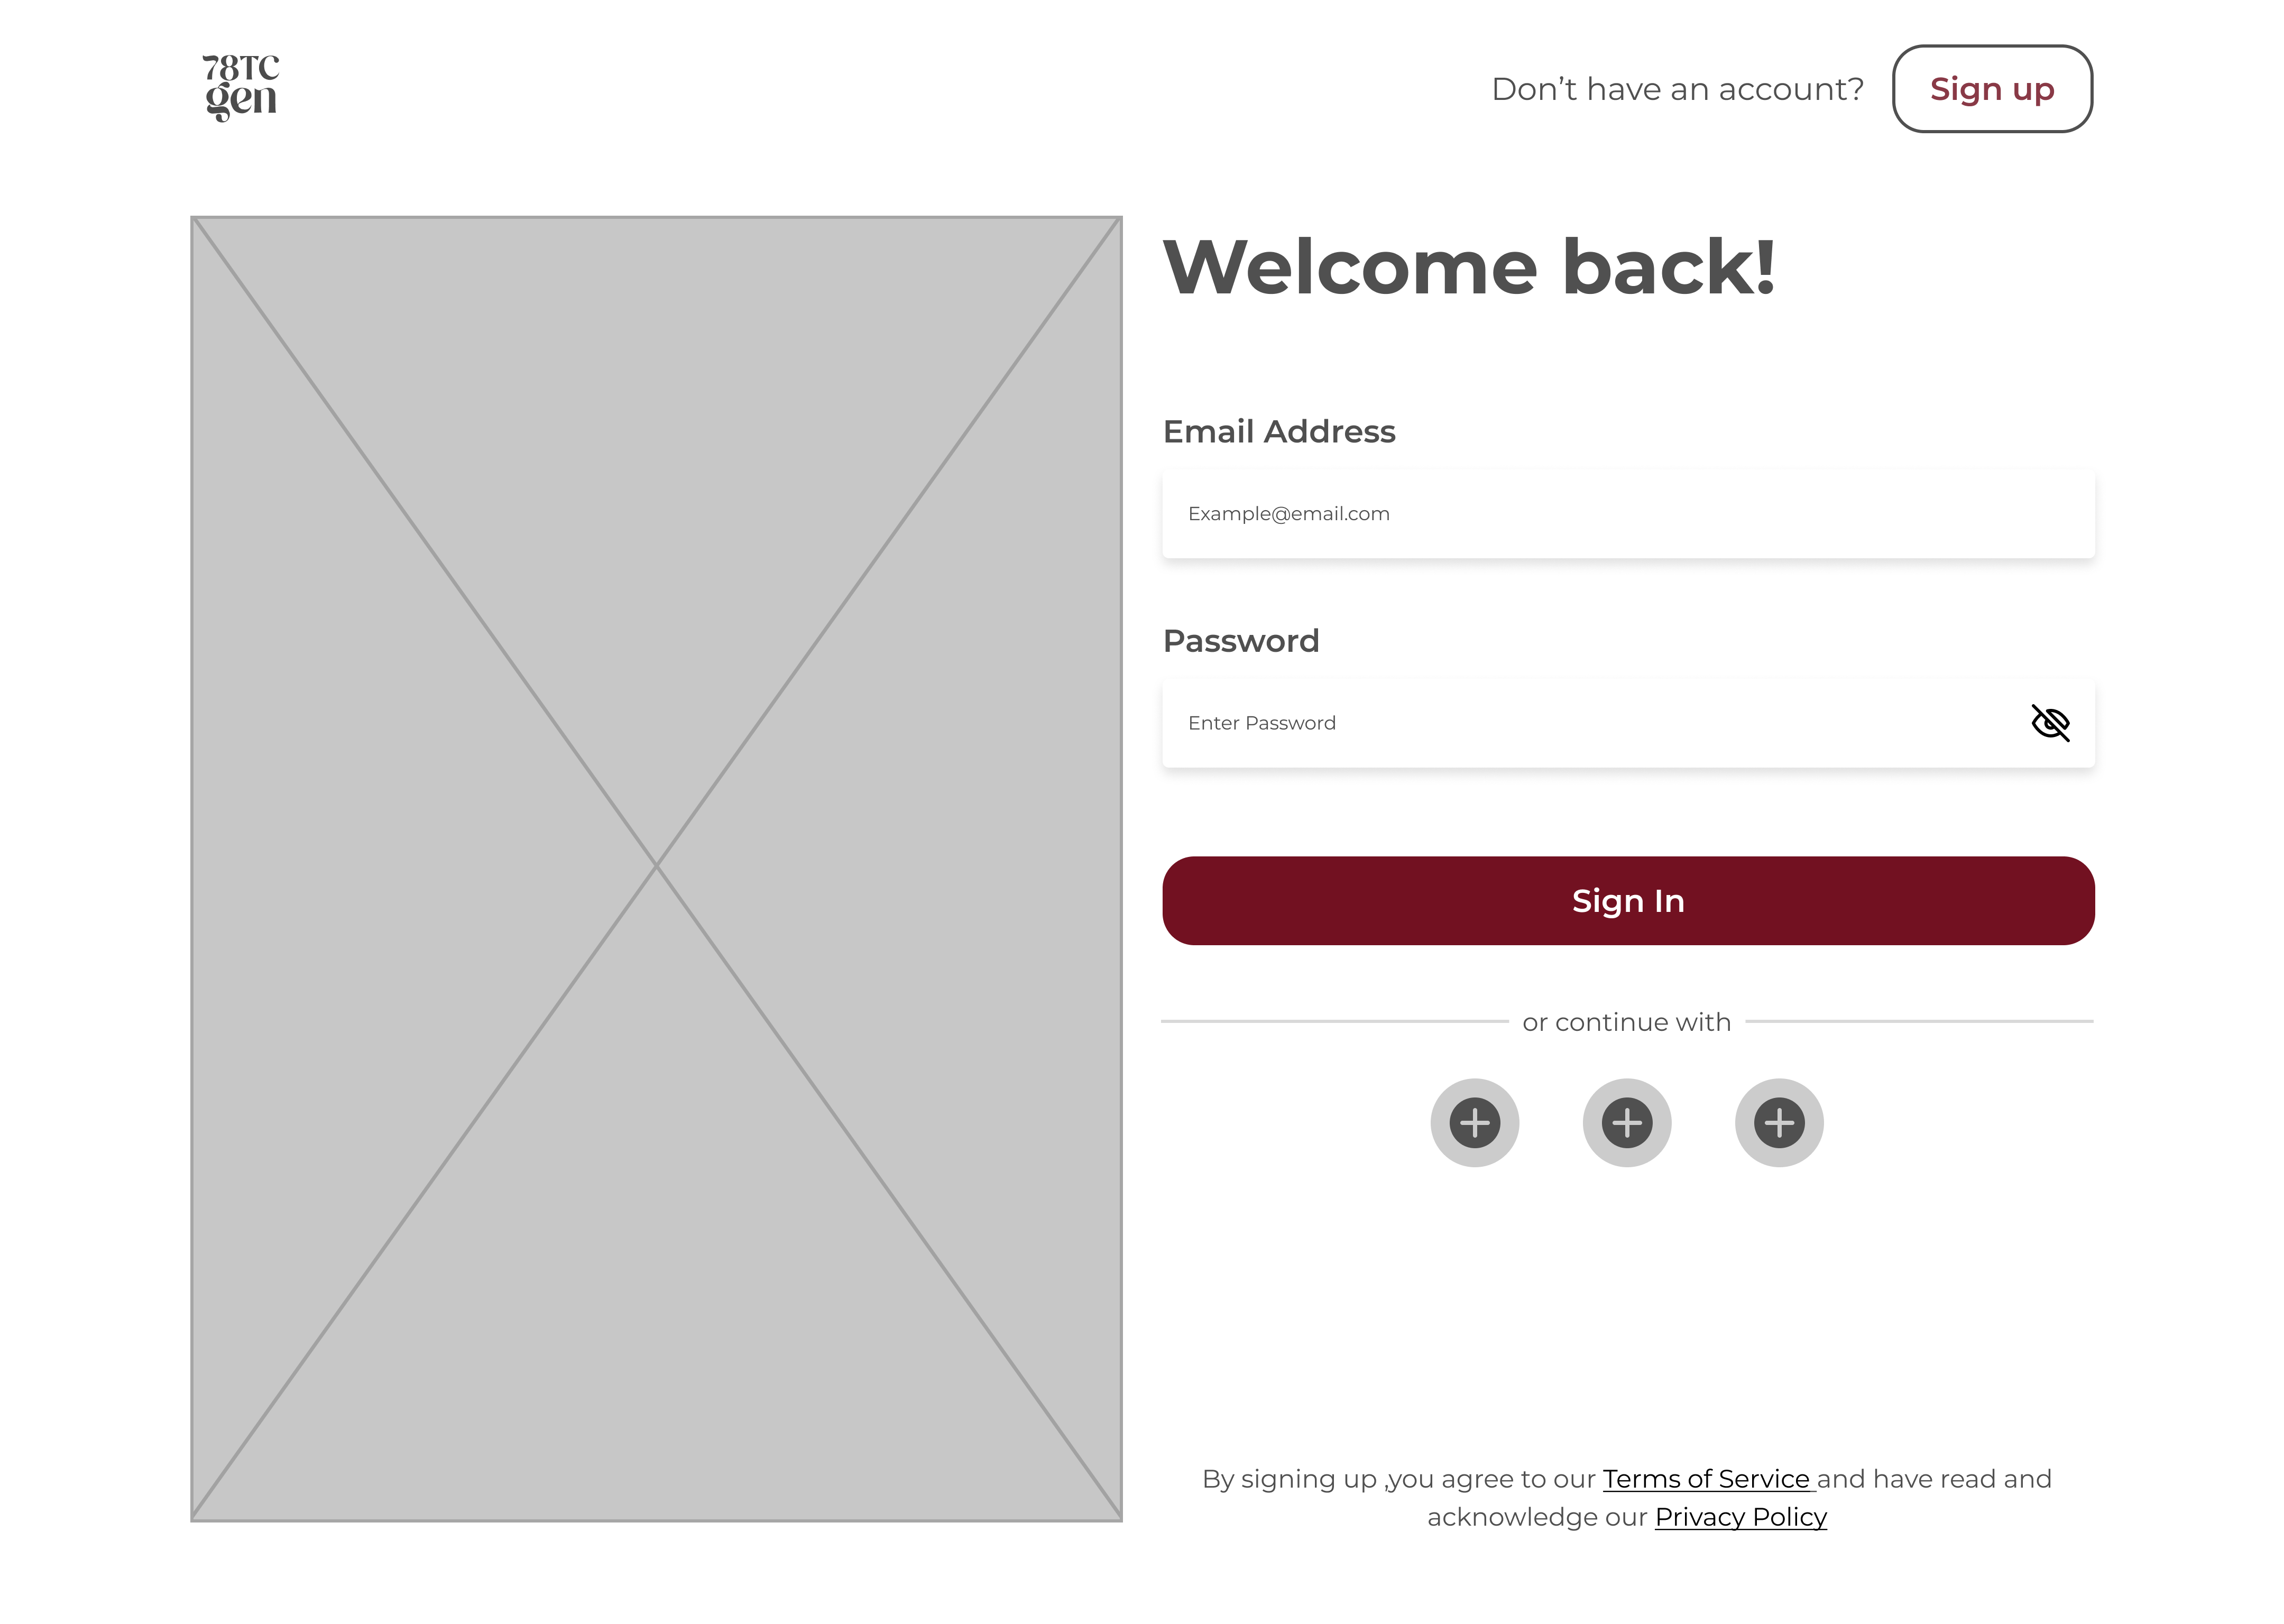 78TC
gen
Don’t have an account?
Sign up
Welcome back!
Email Address
Example@email.com
Password
Enter Password
Sign In
or continue with
By signing up ,you agree to our Terms of Service and have read and
acknowledge our Privacy Policy